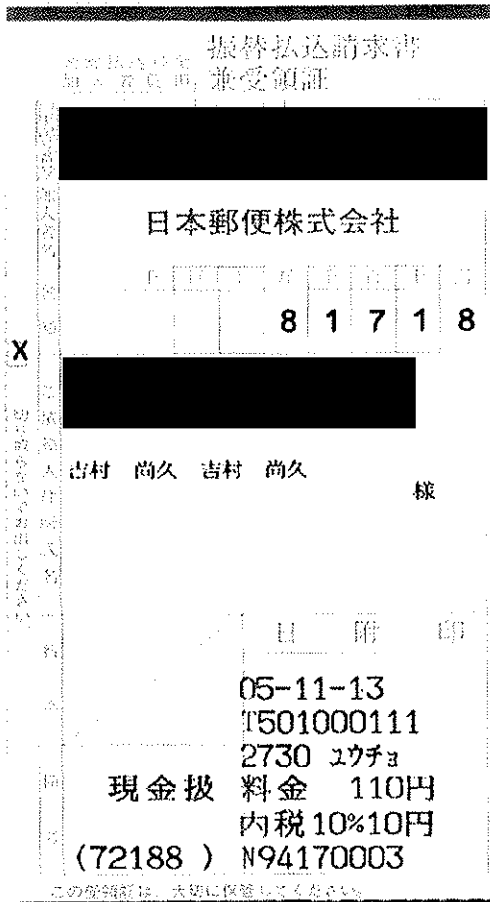 振替払込請求書
兼受領証
日本郵便株式会社
8 1 7 1 8
X
吉村 尚久 吉村 尚久
様
日 附 印
05-11-13
T501000111
2730 ユウチョ
現金扱 料金 110円
内税10%10円
(72188 ) N94170003
この受領証は、大切に保管してください。